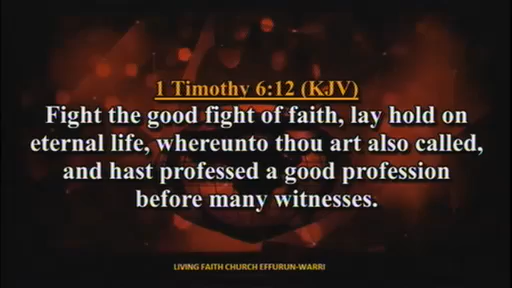 1 Timothy 6:12 (KJV)
Fight the good fight of faith, lay hold on
eternal life, whereunto thou art also called,
and hast professed a good profession
before many witnesses.
LIVING FAITH CHURCH EFFURUN-WARRI